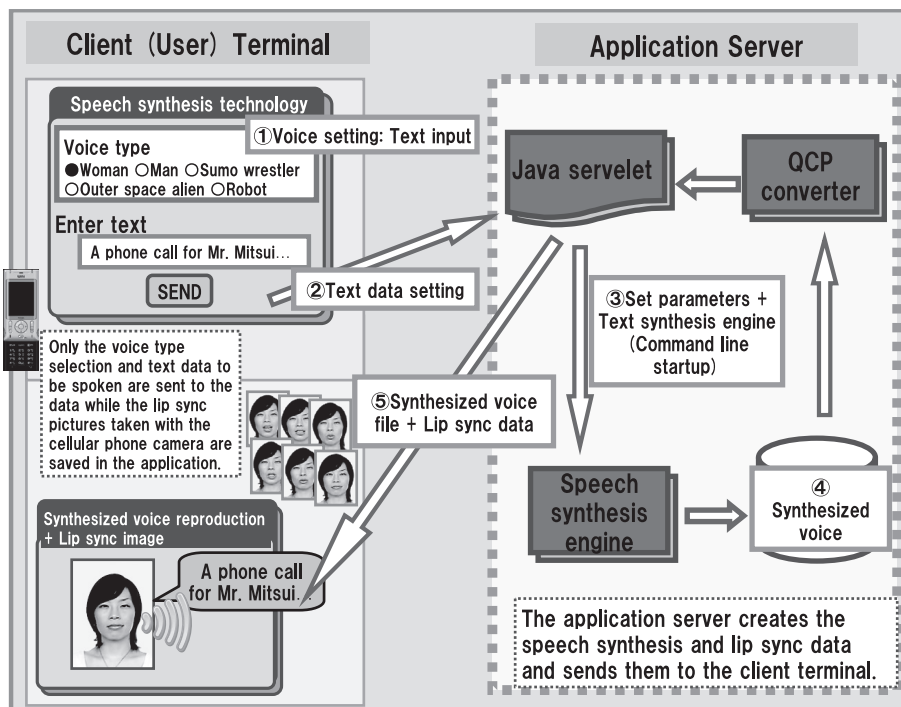 Client (User) Terminal
Speech synthesis technology
①Voice setting: Text input
Voice type
●Woman ○Man ○Sumo wrestler
○Outer space alien ○Robot
Enter text
A phone call for Mr. Mitsui...
SEND
②Text data setting
Only the voice type
selection and text data to
be spoken are sent to the
data while the lip sync
pictures taken with the
cellular phone camera are
saved in the application.
⑤Synthesized voice
file + Lip sync data
Synthesized voice reproduction
+ Lip sync image
A phone call
for Mr. Mitsui...
Application Server
Java servelet
QCP
converter
③Set parameters +
Text synthesis engine
(Command line
startup)
Speech
synthesis
engine
④
Synthesized
voice
The application server creates the
speech synthesis and lip sync data
and sends them to the client terminal.